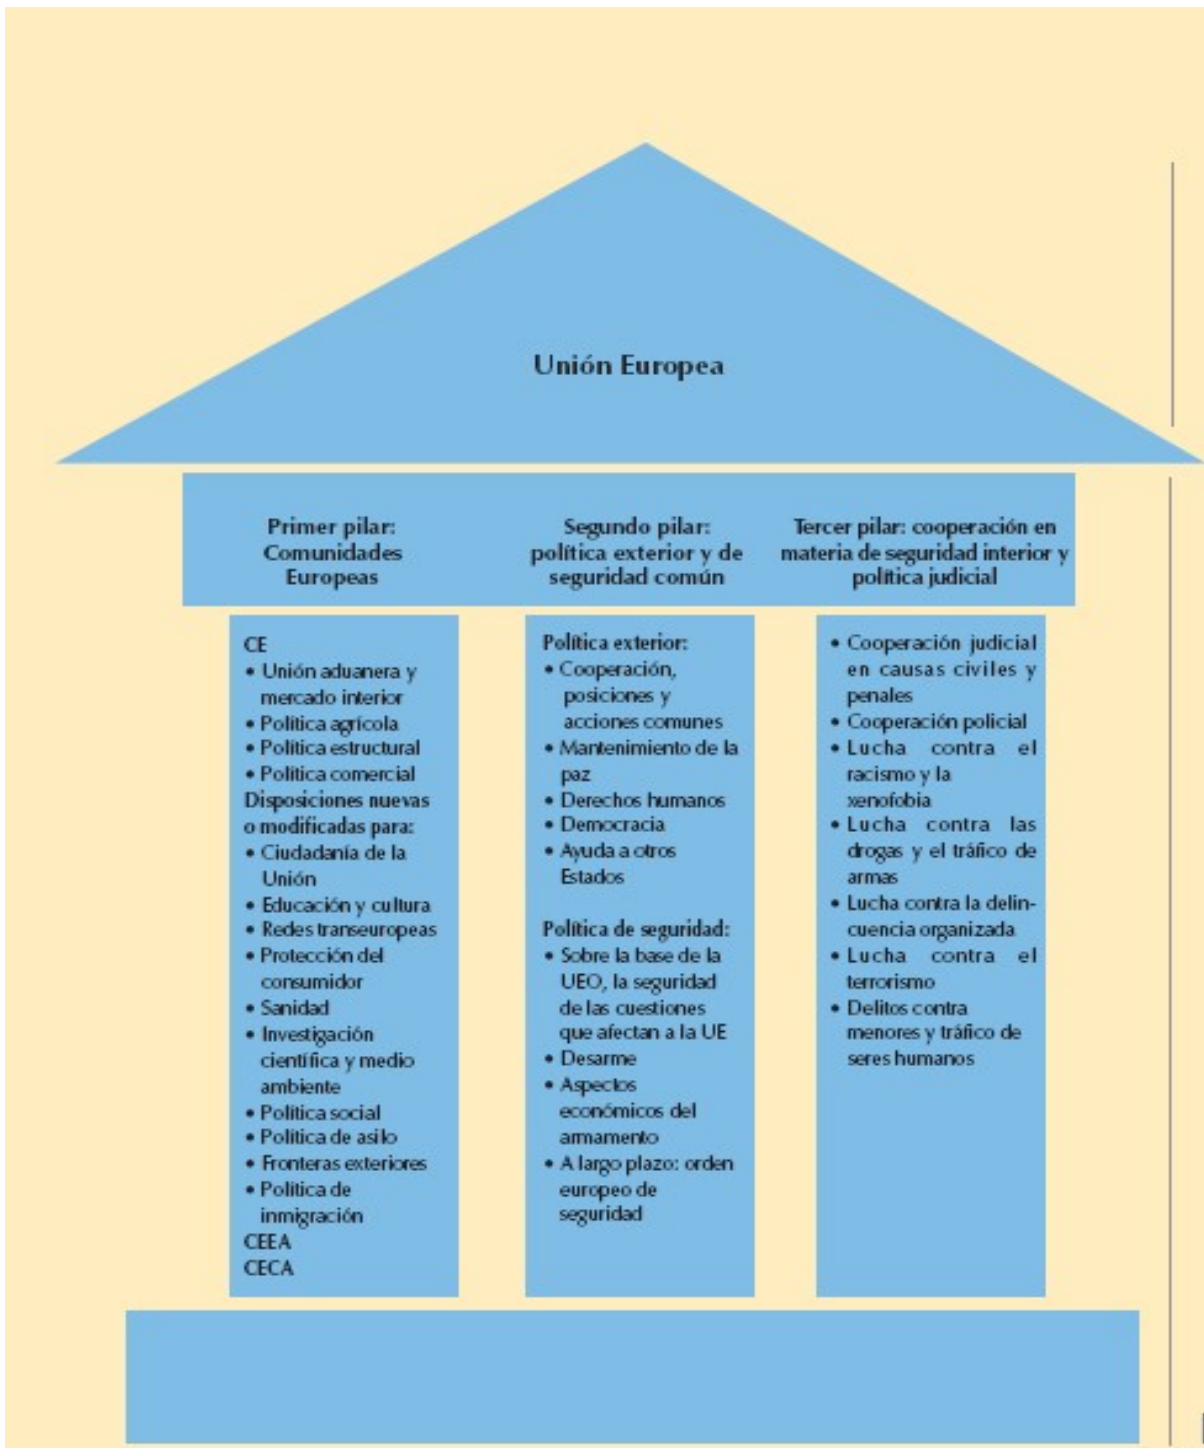 Unión Europea
Primer pilar:
Comunidades
Europeas
Segundo pilar:
política exterior y de
seguridad común
Tercer pilar: cooperación en
materia de seguridad interior y
política judicial
CE
• Unión aduanera y
mercado interior
• Política agrícola
• Política estructural
• Política comercial
Disposiciones nuevas
o modificadas para:
• Ciudadanía de la
Unión
• Educación y cultura
• Redes transeuropeas
• Protección del
consumidor
• Sanidad
• Investigación
científica y medio
ambiente
• Política social
• Política de asilo
• Fronteras exteriores
• Política de
inmigración
CEEA
CECA
Política exterior:
• Cooperación,
posiciones y
acciones comunes
• Mantenimiento de la
paz
• Derechos humanos
• Democracia
• Ayuda a otros
Estados
Política de seguridad:
• Sobre la base de la
UEO, la seguridad
de las cuestiones
que afectan a la UE
• Desarme
• Aspectos
económicos del
armamento
• A largo plazo: orden
europeo de
seguridad
• Cooperación judicial
en causas civiles y
penales
• Cooperación policial
• Lucha contra el
racismo y la
xenofobia
• Lucha contra las
drogas y el tráfico de
armas
• Lucha contra la delin-
cuencia organizada
• Lucha contra el
terrorismo
• Delitos contra
menores y tráfico de
seres humanos